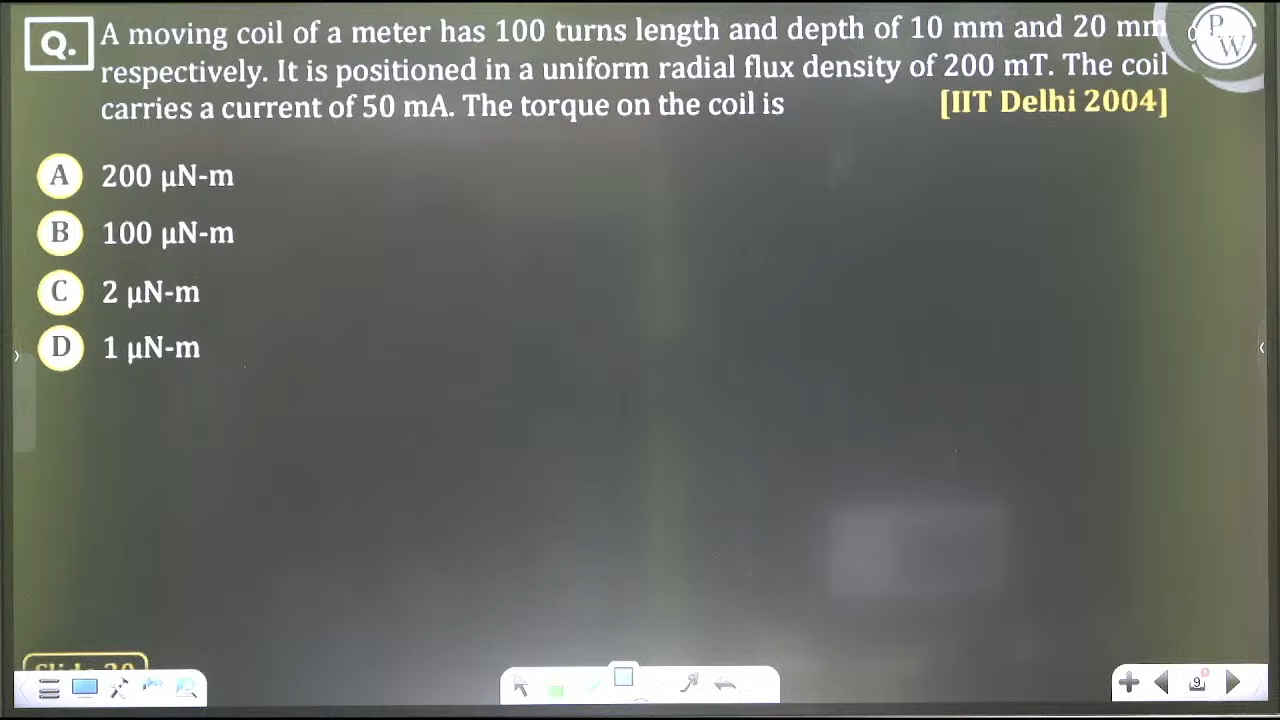 Q. A moving coil of a meter has 100 turns length and depth of 10 mm and 20 mm
respectively. It is positioned in a uniform radial flux density of 200 mT. The coil
carries a current of 50 mA. The torque on the coil is [IIT Delhi 2004]
A 200 μN-m
B 100 μN-m
C 2 μN-m
D 1 μN-m
PW
9